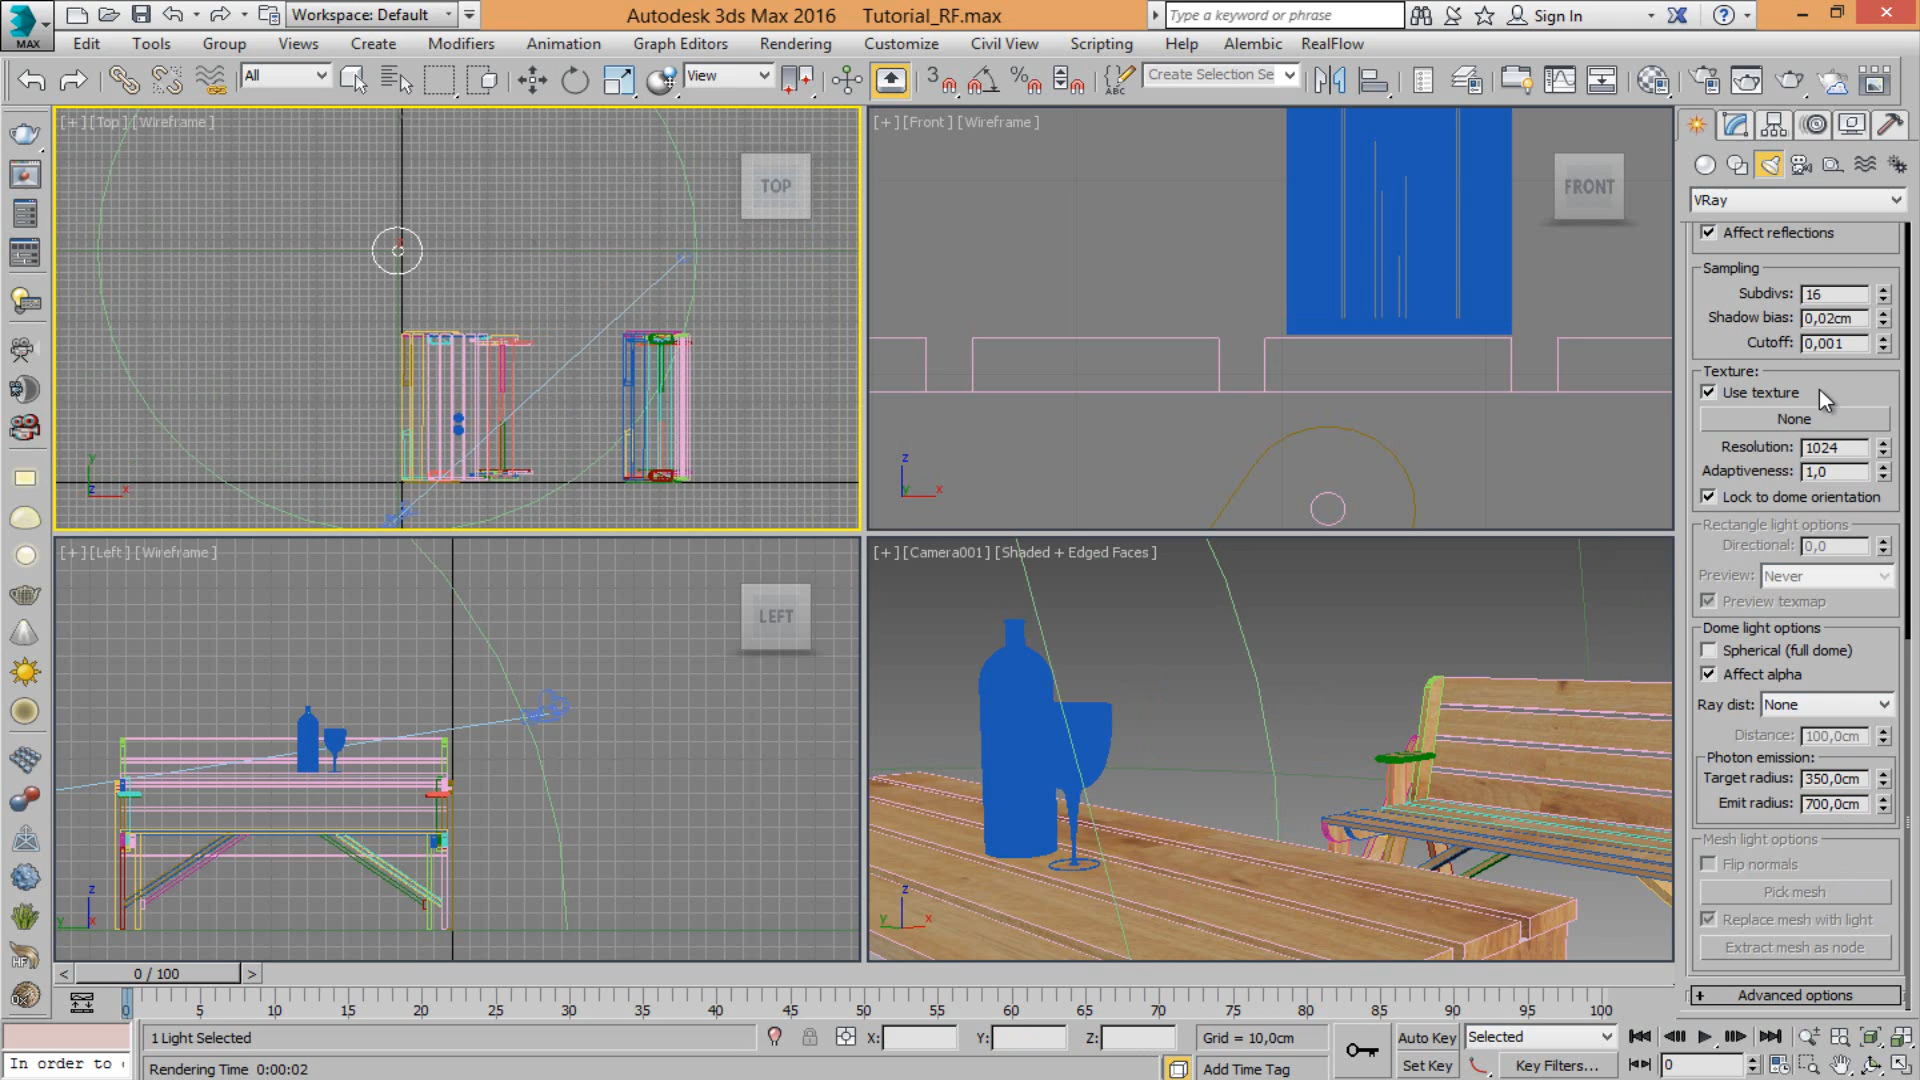 MAX
Workspace: Default
Autodesk 3ds Max 2016 Tutorial_RF.max
Type a keyword or phrase
Sign In
Edit Tools Group Views Create Modifiers Animation Graph Editors Rendering Customize Civil View Scripting Help Alembic RealFlow
All
View
3
ABC
Create Selection Se
[+][Top][Wireframe]
TOP
y
z
x
[+][Front][Wireframe]
FRONT
z
y
x
[+][Left][Wireframe]
LEFT
z
y
x
[+][Camera001][Shaded + Edged Faces]
z
y
x
VRay
Affect reflections
Sampling
Subdivs: 16
Shadow bias: 0,02cm
Cutoff: 0,001
Texture:
Use texture
None
Resolution: 1024
Adaptiveness: 1,0
Lock to dome orientation
Rectangle light options
Directional: 0,0
Preview: Never
Preview texmap
Dome light options
Spherical (full dome)
Affect alpha
Ray dist: None
Distance: 100,0cm
Photon emission:
Target radius: 350,0cm
Emit radius: 700,0cm
Mesh light options
Flip normals
Pick mesh
Replace mesh with light
Extract mesh as node
+ Advanced options
< 0 / 100 >
0 5 10 15 20 25 30 35 40 45 50 55 60 65 70 75 80 85 90 95 100
1 Light Selected
X:
Y:
Z:
Grid = 10,0cm
Auto Key
Selected
In order to
Rendering Time 0:00:02
Add Time Tag
Set Key
Key Filters...
0